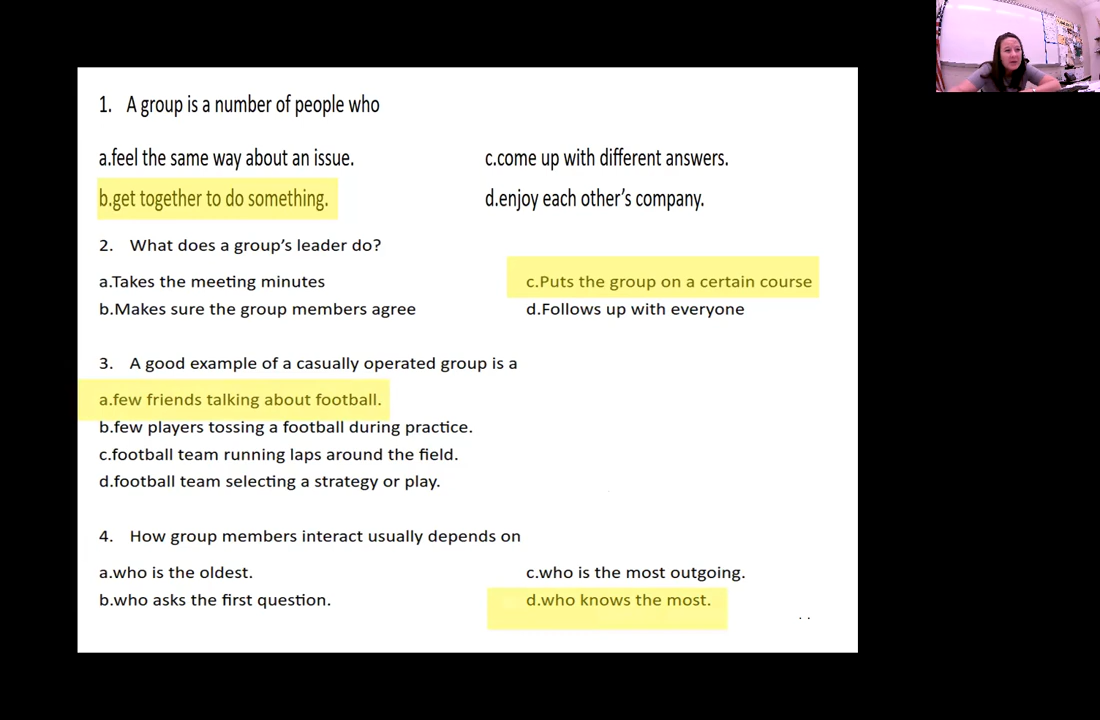 1. A group is a number of people who
a.feel the same way about an issue.
c.come up with different answers.
b.get together to do something.
d.enjoy each other’s company.
2. What does a group’s leader do?
a.Takes the meeting minutes
c.Puts the group on a certain course
b.Makes sure the group members agree
d.Follows up with everyone
3. A good example of a casually operated group is a
a.few friends talking about football.
b.few players tossing a football during practice.
c.football team running laps around the field.
d.football team selecting a strategy or play.
4. How group members interact usually depends on
a.who is the oldest.
c.who is the most outgoing.
b.who asks the first question.
d.who knows the most.